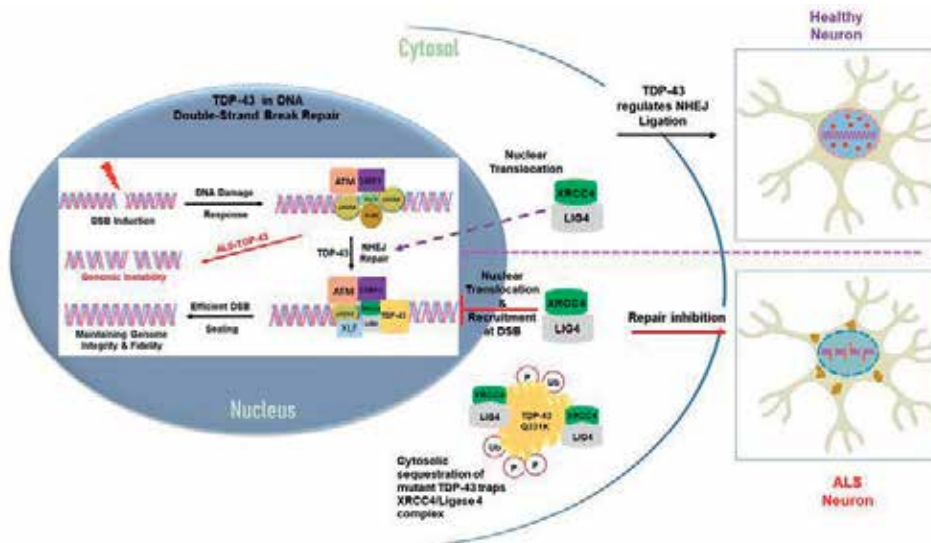 Cytosol
Healthy
Neuron
TDP-43 in DNA
Double-Strand Break Repair
TDP-43
regulates NHEJ
Ligation
Nuclear
Translocation
XRCC4
LIG4
ATM
DNA Damage
Response
DSB Induction
ALS-TDP-43
TDP-43
NHEJ
Repair
Genomic Instability
ATM
Efficient DSB
Sealing
XLF
TDP-43
Maintaining Genome
Integrity & Fidelity
Nuclear
Translocation
&
Recruitment
at DSB
XRCC4
LIG4
Repair inhibition
Nucleus
P
Ub
XRCC4
LIG4
TDP-43
Q331K
XRCC4
LIG4
Ub
P
P
Cytosolic
sequestration of
mutant TDP-43 traps
XRCC4/Ligase 4
complex
ALS
Neuron